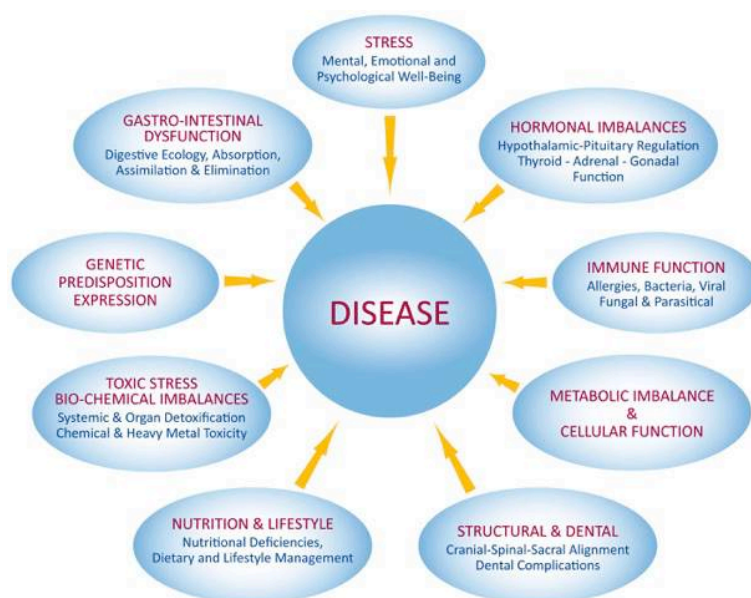 STRESS
Mental, Emotional and
Psychological Well-Being
GASTRO-INTESTINAL
DYSFUNCTION
Digestive Ecology, Absorption,
Assimilation & Elimination
HORMONAL IMBALANCES
Hypothalamic-Pituitary Regulation
Thyroid - Adrenal - Gonadal
Function
GENETIC
PREDISPOSITION
EXPRESSION
IMMUNE FUNCTION
Allergies, Bacteria, Viral
Fungal & Parasitical
DISEASE
TOXIC STRESS
BIO-CHEMICAL IMBALANCES
Systemic & Organ Detoxification
Chemical & Heavy Metal Toxicity
METABOLIC IMBALANCE
&
CELLULAR FUNCTION
NUTRITION & LIFESTYLE
Nutritional Deficiencies,
Dietary and Lifestyle Management
STRUCTURAL & DENTAL
Cranial-Spinal-Sacral Alignment
Dental Complications